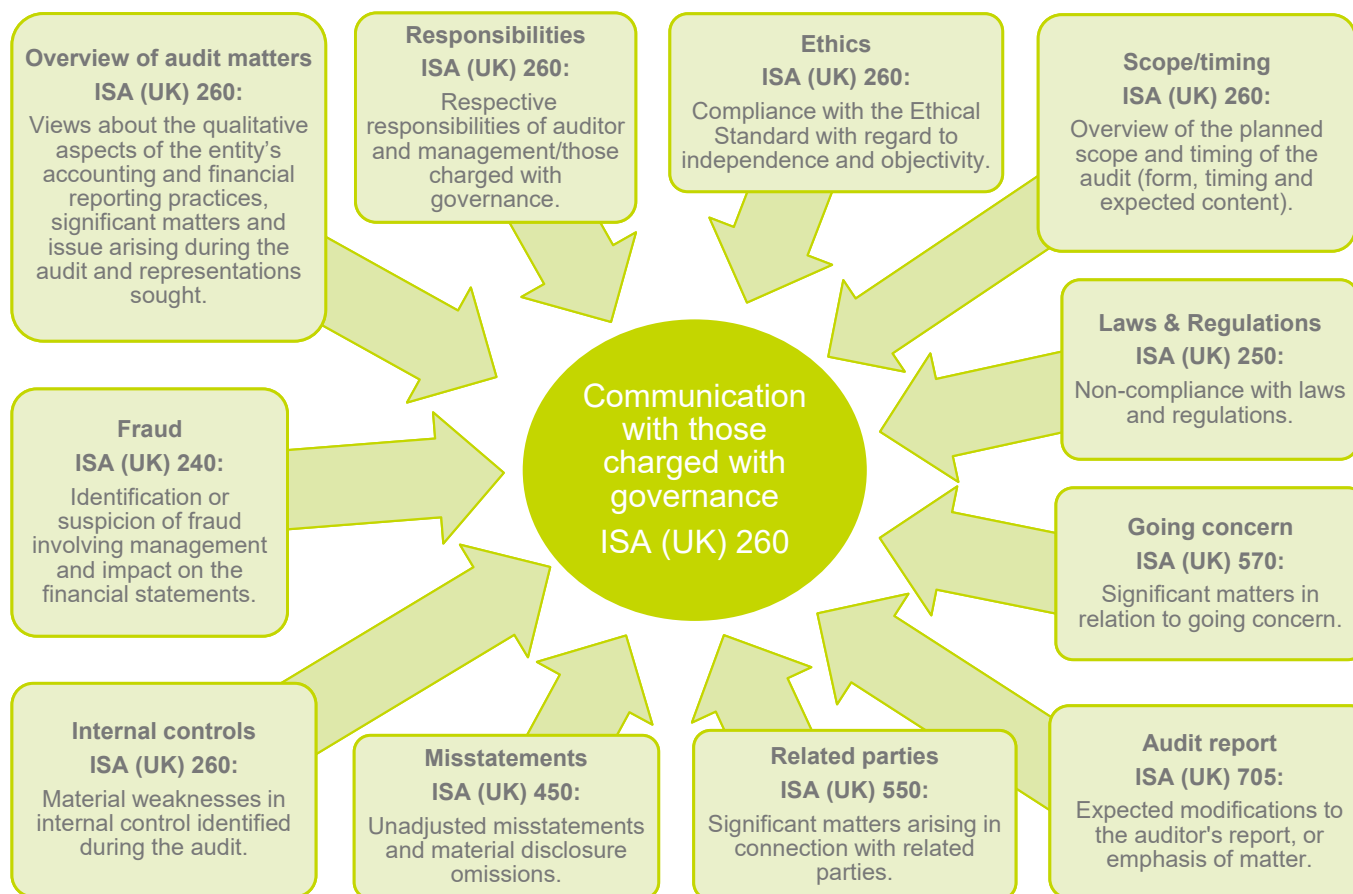 Overview of audit matters
ISA (UK) 260:
Views about the qualitative
aspects of the entity's
accounting and financial
reporting practices,
significant matters and
issue arising during the
audit and representations
sought.
Responsibilities
ISA (UK) 260:
Respective
responsibilities of auditor
and management/those
charged with
governance.
Ethics
ISA (UK) 260:
Compliance with the Ethical
Standard with regard to
independence and objectivity.
Scope/timing
ISA (UK) 260:
Overview of the planned
scope and timing of the
audit (form, timing and
expected content).
Laws & Regulations
ISA (UK) 250:
Non-compliance with laws
and regulations.
Fraud
ISA (UK) 240:
Identification or
suspicion of fraud
involving management
and impact on the
financial statements.
Communication
with those
charged with
governance
ISA (UK) 260
Going concern
ISA (UK) 570:
Significant matters in
relation to going concern.
Internal controls
ISA (UK) 260:
Material weaknesses in
internal control identified
during the audit.
Misstatements
ISA (UK) 450:
Unadjusted misstatements
and material disclosure
omissions.
Related parties
ISA (UK) 550:
Significant matters arising in
connection with related
parties.
Audit report
ISA (UK) 705:
Expected modifications to
the auditor's report, or
emphasis of matter.